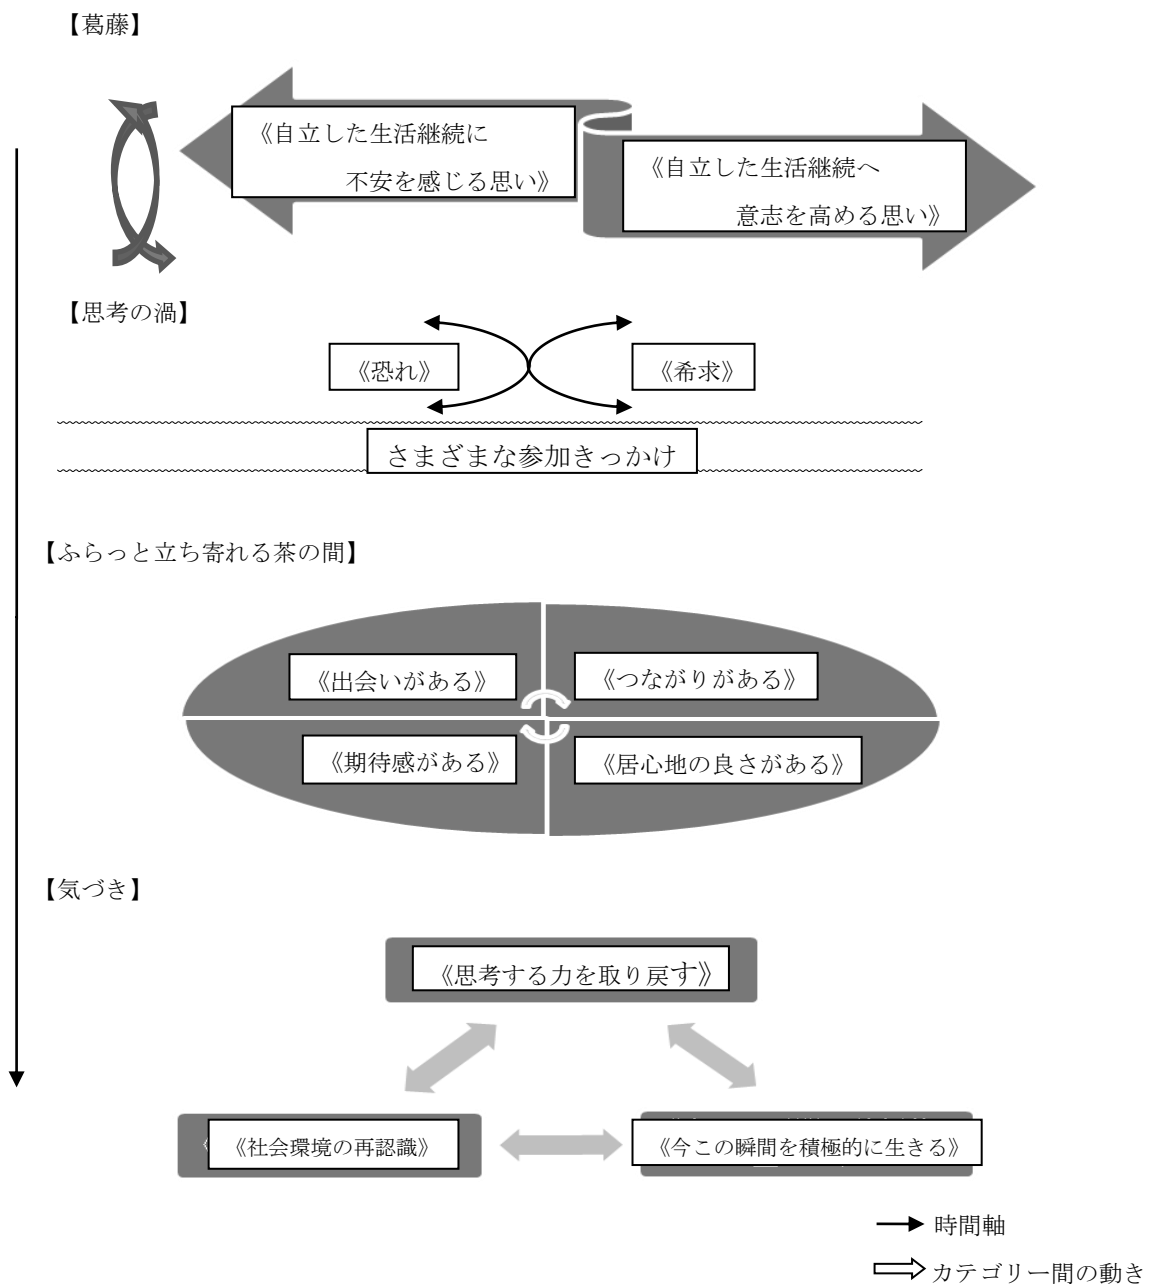 【葛藤】
《自立した生活継続に
不安を感じる思い》
《自立した生活継続へ
意志を高める思い》
【思考の渦】
《恐れ》
《希求》
さまざまな参加きっかけ
【ふらっと立ち寄れる茶の間】
《出会いがある》
《つながりがある》
《期待感がある》
《居心地の良さがある》
【気づき】
《思考する力を取り戻す》
《社会環境の再認識》
《今この瞬間を積極的に生きる》
時間軸
カテゴリー間の動き